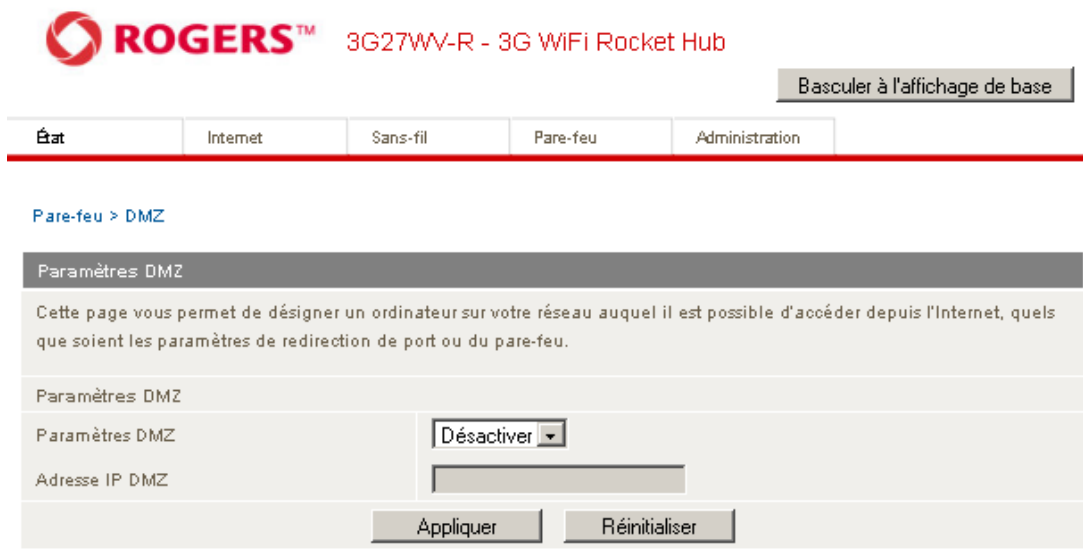 ROGERS™ 3G27WV-R - 3G WiFi Rocket Hub
Basculer à l'affichage de base
État Internet Sans-fil Pare-feu Administration
Pare-feu > DMZ
Paramètres DMZ
Cette page vous permet de désigner un ordinateur sur votre réseau auquel il est possible d'accéder depuis l'Internet, quels
que soient les paramètres de redirection de port ou du pare-feu.
Paramètres DMZ
Paramètres DMZ Désactiver
Adresse IP DMZ
Appliquer Réinitialiser